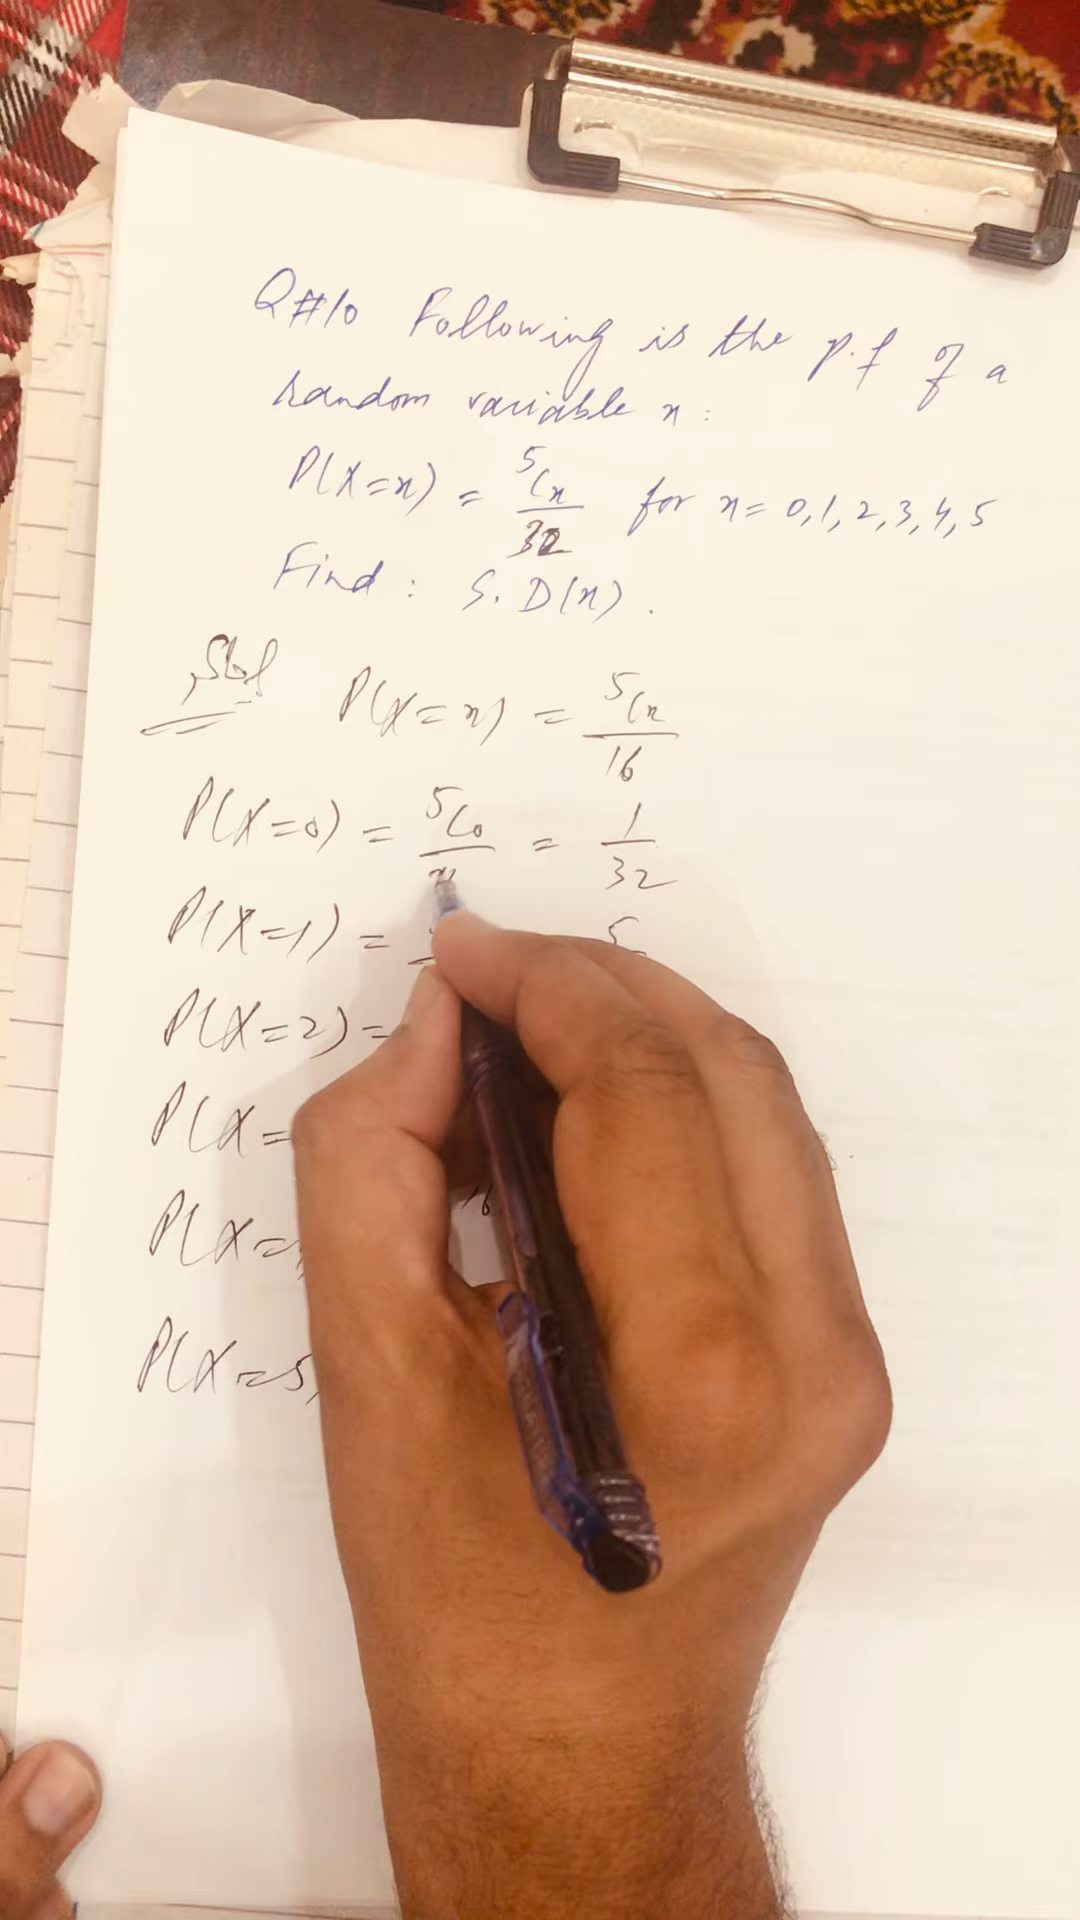 Q#10 Following is the p.f of a
random variable x:
P(X=x) = ⁵Cx/32 for x= 0,1,2,3,4,5
Find: S.D(x).
Sol
P(X=x) = ⁵Cx/16
P(X=0) = ⁵C₀/ = 1/32
P(X=1) = 5
P(X=2) =
P(X=
P(X=
P(X=5